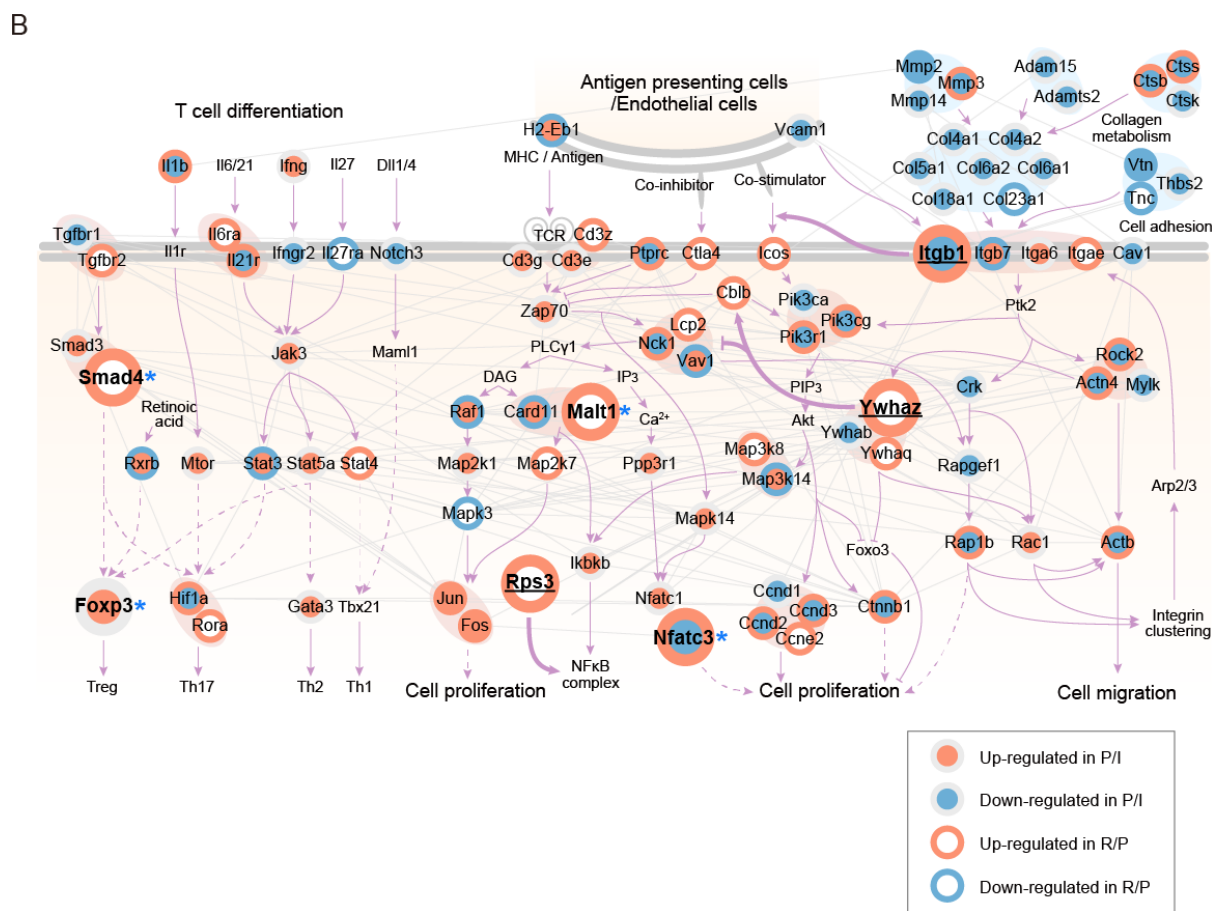 B
Antigen presenting cells
/Endothelial cells
T cell differentiation
Mmp2
Mmp3
Mmp14
Adam15
Adamts2
Ctss
Ctsb
Ctsk
Collagen
metabolism
H2-Eb1
Vcam1
MHC / Antigen
Col4a1
Col4a2
Col5a1
Col6a2
Col6a1
Col18a1
Col23a1
Vtn
Thbs2
Tnc
Cell adhesion
Il1b
Il6/21
Ifng
Il27
Dll1/4
Co-inhibitor
Co-stimulator
Tgfbr1
Tgfbr2
Il1r
Il6ra
Il21r
Ifngr2
Il27ra
Notch3
TCR
Cd3z
Cd3g
Cd3e
Ptprc
Ctla4
Icos
Itgb1
Itgb7
Itga6
Itgae
Cav1
Zap70
Cblb
Pik3ca
Pik3cg
Pik3r1
Ptk2
Lcp2
Nck1
Vav1
Smad3
Smad4*
Jak3
Maml1
PLCγ1
DAG
IP3
PIP3
Rock2
Actn4
Mylk
Crk
Retinoic
acid
Raf1
Card11
Malt1*
Ca2+
Akt
Ywhaz
Ywhab
Ywhaq
Rxrb
Mtor
Stat3
Stat5a
Stat4
Map2k1
Map2k7
Ppp3r1
Map3k8
Map3k14
Rapgef1
Arp2/3
Mapk3
Mapk14
Ikbkb
Foxo3
Rap1b
Rac1
Actb
Foxp3*
Hif1a
Rora
Gata3
Tbx21
Jun
Fos
Rps3
Nfatc1
Nfatc3*
Ccnd1
Ccnd2
Ccnd3
Ccne2
Ctnnb1
Integrin
clustering
Treg
Th17
Th2
Th1
Cell proliferation
NFκB
complex
Cell proliferation
Cell migration
Up-regulated in P/I
Down-regulated in P/I
Up-regulated in R/P
Down-regulated in R/P